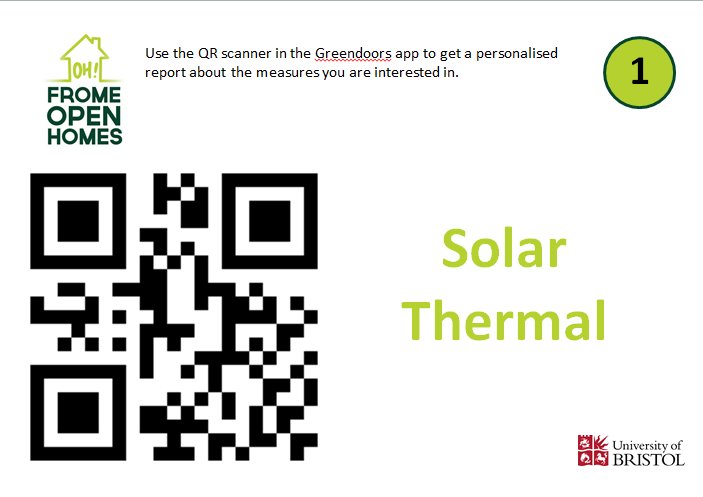 OH!
FROME
OPEN
HOMES
Use the QR scanner in the Greendoors app to get a personalised
report about the measures you are interested in.
1
Solar
Thermal
University of
BRISTOL